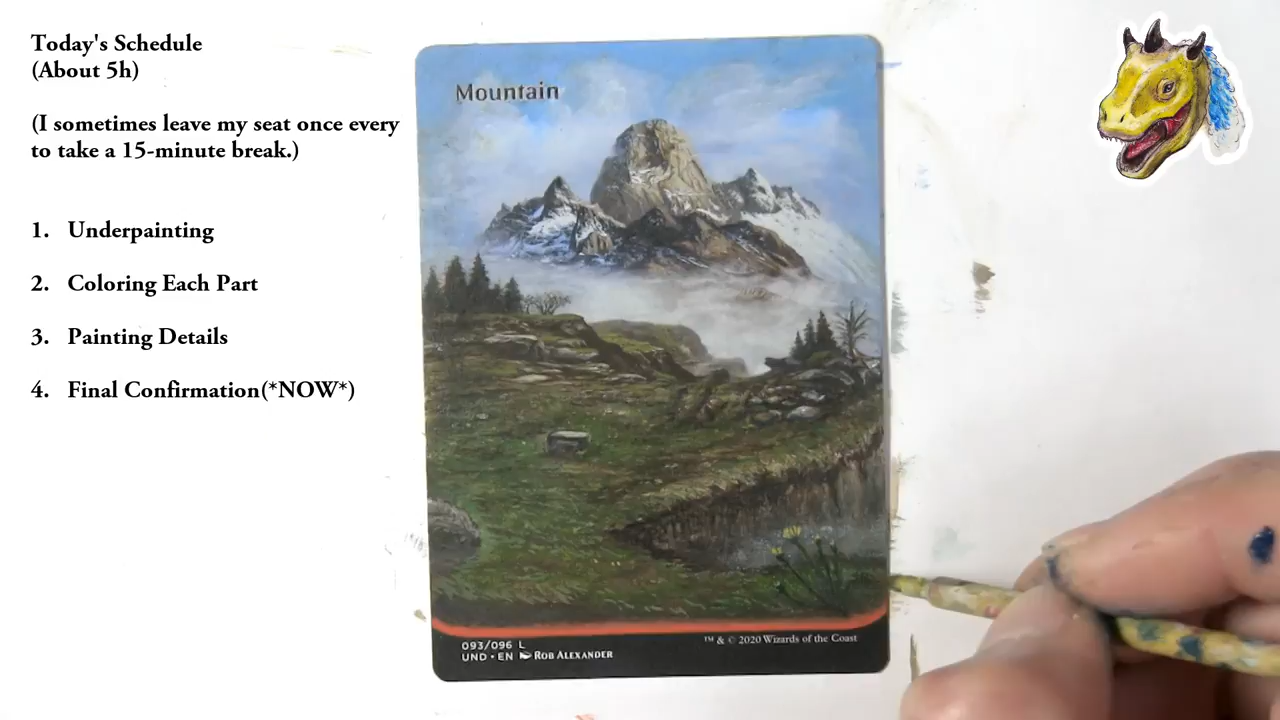 Today's Schedule
(About 5h)
(I sometimes leave my seat once every
to take a 15-minute break.)
1. Underpainting
2. Coloring Each Part
3. Painting Details
4. Final Confirmation(*NOW*)
Mountain
093/096 L
UND • EN ROB ALEXANDER
™ & © 2020 Wizards of the Coast